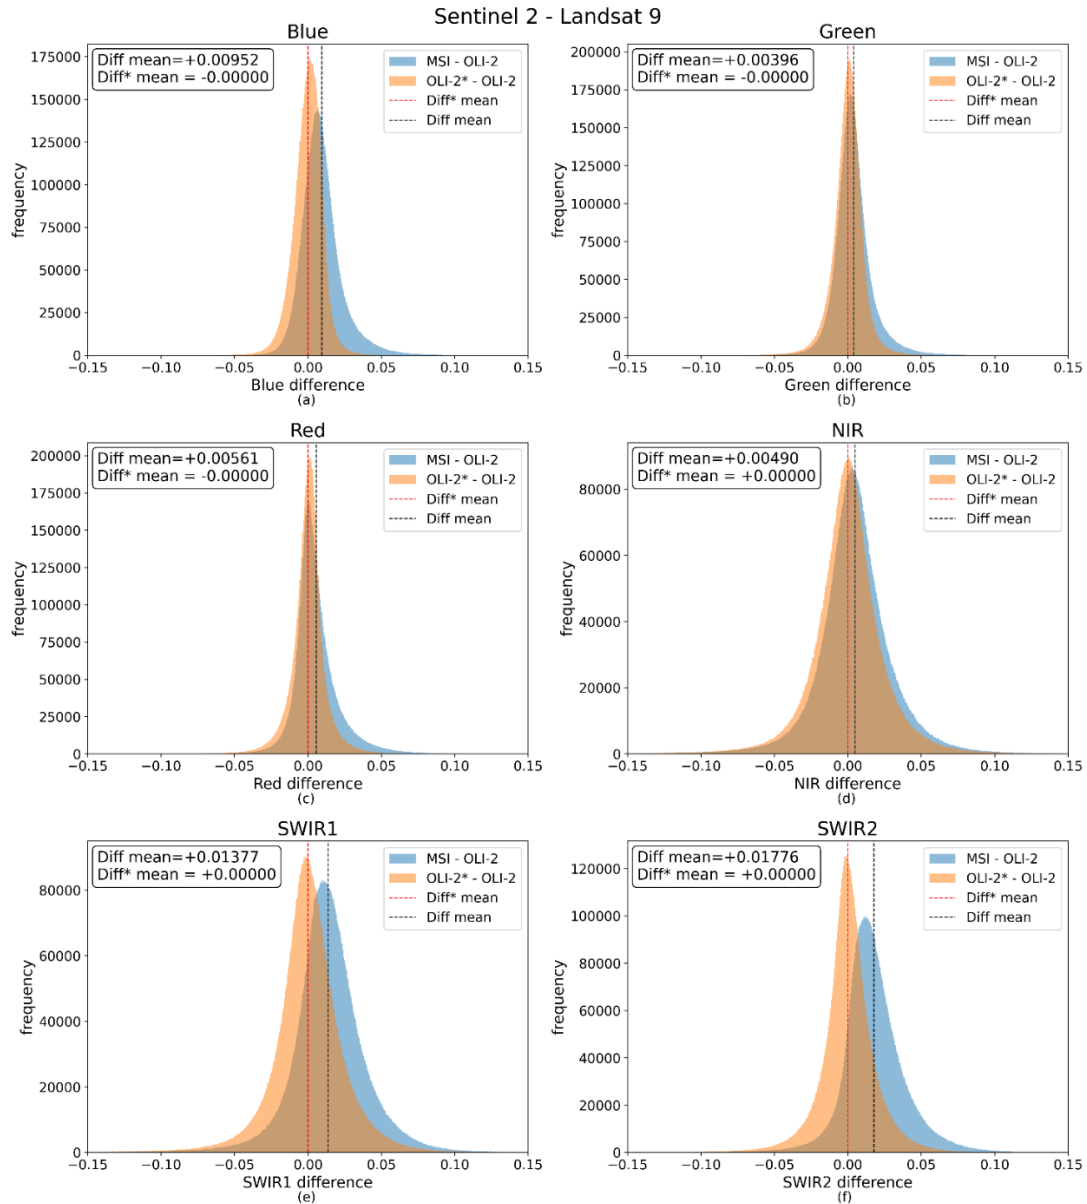 Sentinel 2 - Landsat 9
Blue
Diff mean=+0.00952
Diff* mean = -0.00000
MSI - OLI-2
OLI-2* - OLI-2
Diff* mean
Diff mean
frequency
175000
150000
125000
100000
75000
50000
25000
0
−0.15 −0.10 −0.05 0.00 0.05 0.10 0.15
Blue difference
(a)
Green
Diff mean=+0.00396
Diff* mean = -0.00000
MSI - OLI-2
OLI-2* - OLI-2
Diff* mean
Diff mean
frequency
200000
175000
150000
125000
100000
75000
50000
25000
0
−0.15 −0.10 −0.05 0.00 0.05 0.10 0.15
Green difference
(b)
Red
Diff mean=+0.00561
Diff* mean = -0.00000
MSI - OLI-2
OLI-2* - OLI-2
Diff* mean
Diff mean
frequency
200000
175000
150000
125000
100000
75000
50000
25000
0
−0.15 −0.10 −0.05 0.00 0.05 0.10 0.15
Red difference
(c)
NIR
Diff mean=+0.00490
Diff* mean = +0.00000
MSI - OLI-2
OLI-2* - OLI-2
Diff* mean
Diff mean
frequency
80000
60000
40000
20000
0
−0.15 −0.10 −0.05 0.00 0.05 0.10 0.15
NIR difference
(d)
SWIR1
Diff mean=+0.01377
Diff* mean = +0.00000
MSI - OLI-2
OLI-2* - OLI-2
Diff* mean
Diff mean
frequency
80000
60000
40000
20000
0
−0.15 −0.10 −0.05 0.00 0.05 0.10 0.15
SWIR1 difference
(e)
SWIR2
Diff mean=+0.01776
Diff* mean = +0.00000
MSI - OLI-2
OLI-2* - OLI-2
Diff* mean
Diff mean
frequency
120000
100000
80000
60000
40000
20000
0
−0.15 −0.10 −0.05 0.00 0.05 0.10 0.15
SWIR2 difference
(f)